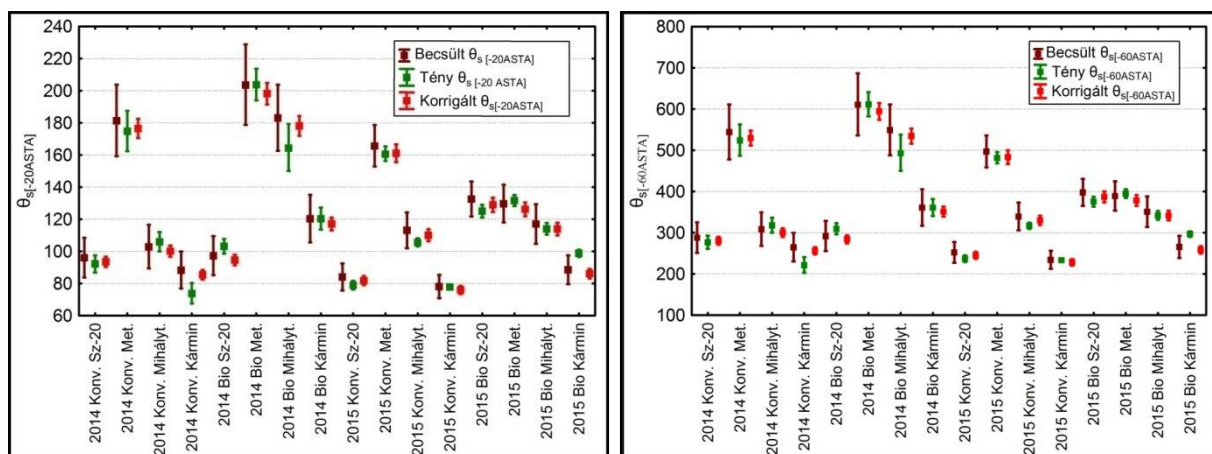 240
220
200
180
160
140
120
100
80
60
θs[-20ASTA]
Becsült θs [-20ASTA]
Tény θs [-20 ASTA]
Korrigált θs[-20ASTA]
2014 Konv. Sz-20
2014 Konv. Met.
2014 Konv. Mihályt.
2014 Konv. Kármin
2014 Bio Sz-20
2014 Bio Met.
2014 Bio Mihályt.
2014 Bio Kármin
2015 Konv. Sz-20
2015 Konv. Met.
2015 Konv. Mihályt.
2015 Konv. Kármin
2015 Bio Sz-20
2015 Bio Met.
2015 Bio Mihályt.
2015 Bio Kármin
800
700
600
500
400
300
200
100
θs[-60ASTA]
Becsült θs[-60ASTA]
Tény θs[-60ASTA]
Korrigált θs[-60ASTA]
2014 Konv. Sz-20
2014 Konv. Met.
2014 Konv. Mihályt.
2014 Konv. Kármin
2014 Bio Sz-20
2014 Bio Met.
2014 Bio Mihályt.
2014 Bio Kármin
2015 Konv. Sz-20
2015 Konv. Met.
2015 Konv. Mihályt.
2015 Konv. Kármin
2015 Bio Sz-20
2015 Bio Met.
2015 Bio Mihályt.
2015 Bio Kármin